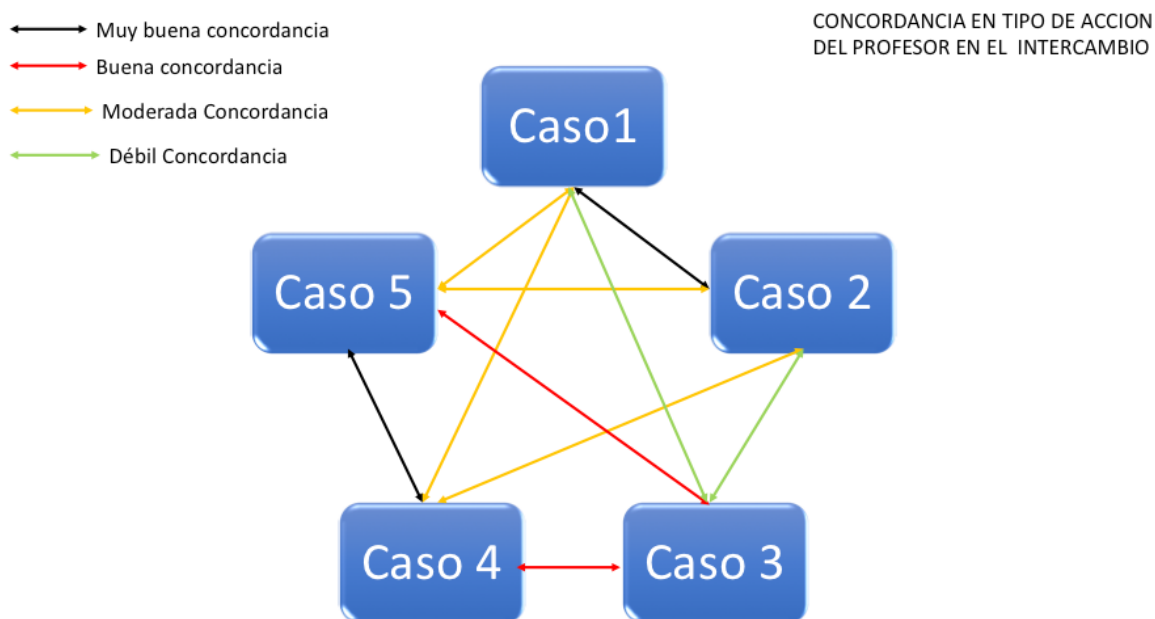 Muy buena concordancia
Buena concordancia
Moderada Concordancia
Débil Concordancia
CONCORDANCIA EN TIPO DE ACCION
DEL PROFESOR EN EL INTERCAMBIO
Caso1
Caso 5
Caso 2
Caso 4
Caso 3